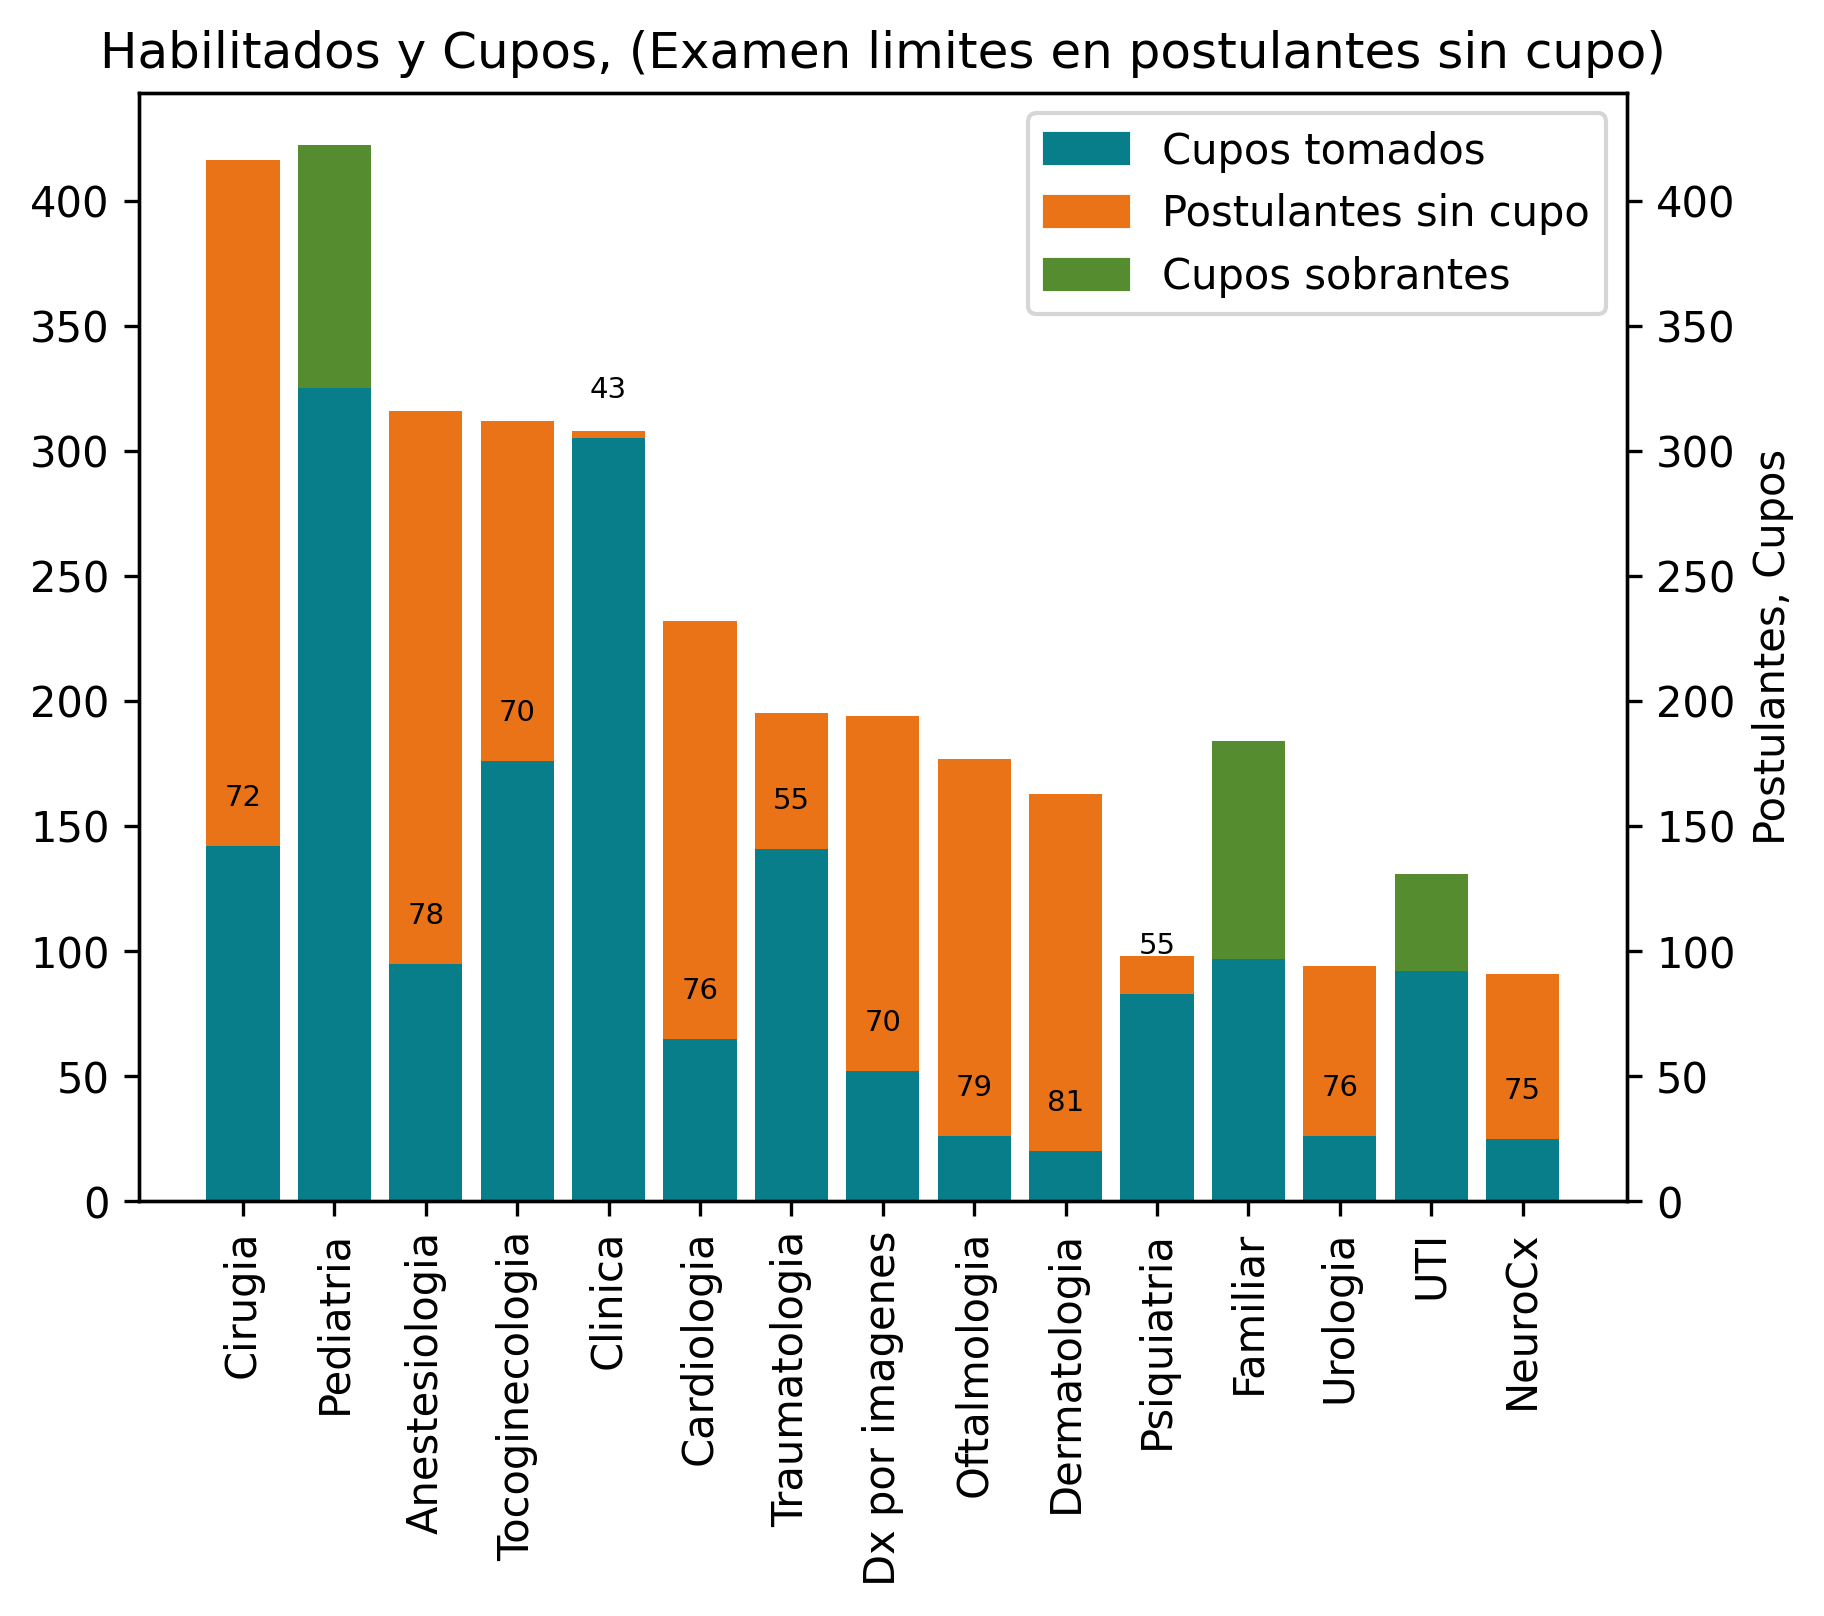 Habilitados y Cupos, (Examen limites en postulantes sin cupo)
Cupos tomados
Postulantes sin cupo
Cupos sobrantes
400
350
300
250
200
150
100
50
0
72
78
70
43
76
55
70
79
81
55
76
75
400
350
300
250
200
150
100
50
0
Postulantes, Cupos
Cirugia
Pediatria
Anestesiologia
Tocoginecologia
Clinica
Cardiologia
Traumatologia
Dx por imagenes
Oftalmologia
Dermatologia
Psiquiatria
Familiar
Urologia
UTI
NeuroCx